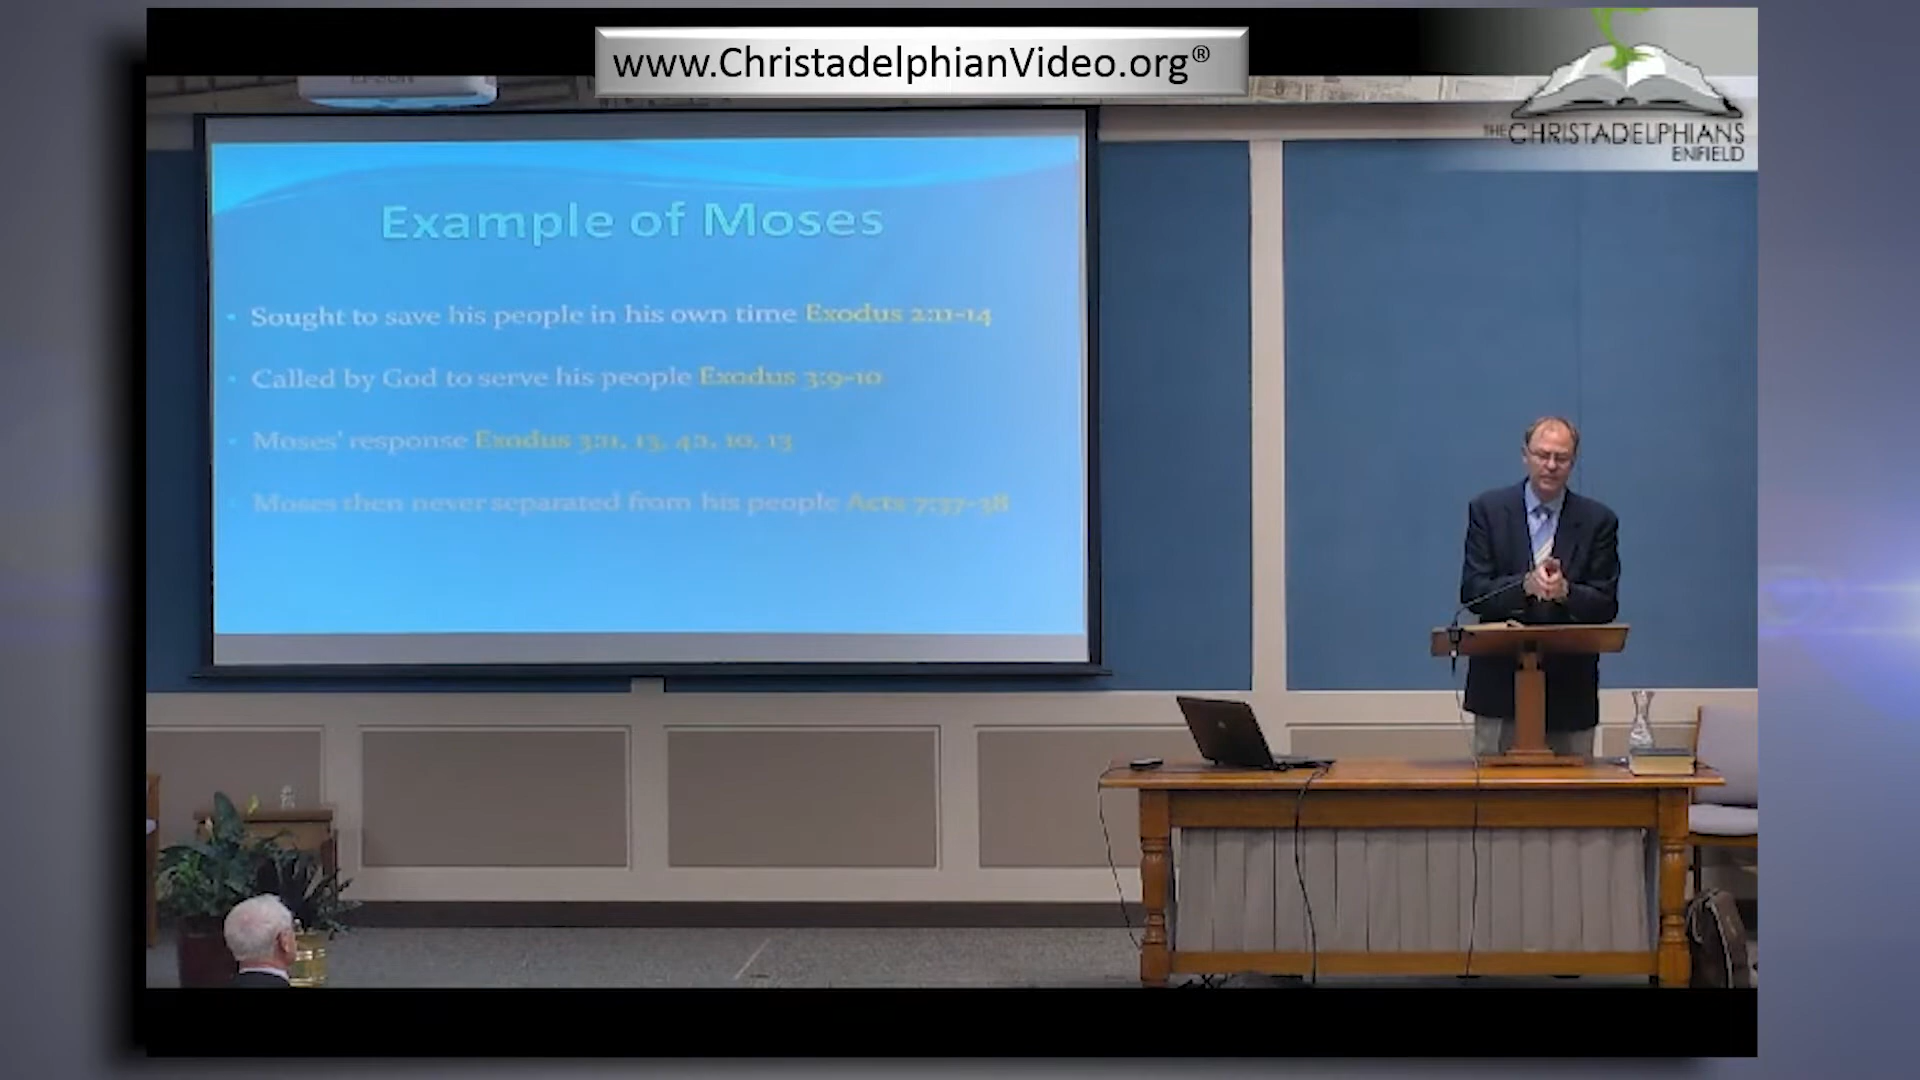 www.ChristadelphianVideo.org®
EPSON
THE CHRISTADELPHIANS
ENFIELD
Example of Moses
• Sought to save his people in his own time Exodus 2:11-14
• Called by God to serve his people Exodus 3:9-10
• Moses' response Exodus 3:11, 13, 4:1, 10, 13
• Moses then never separated from his people Acts 7:37-38